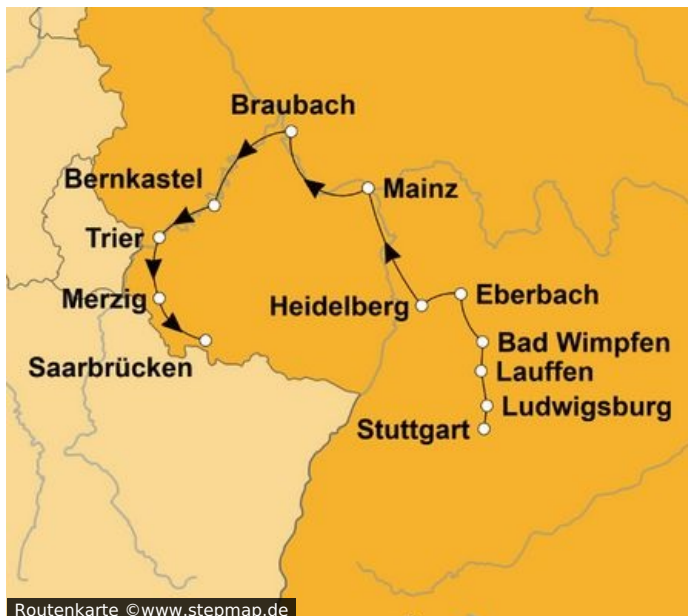 Braubach
Bernkastel
Mainz
Trier
Merzig
Heidelberg
Eberbach
Bad Wimpfen
Saarbrücken
Lauffen
Ludwigsburg
Stuttgart
Routenkarte ©www.stepmap.de